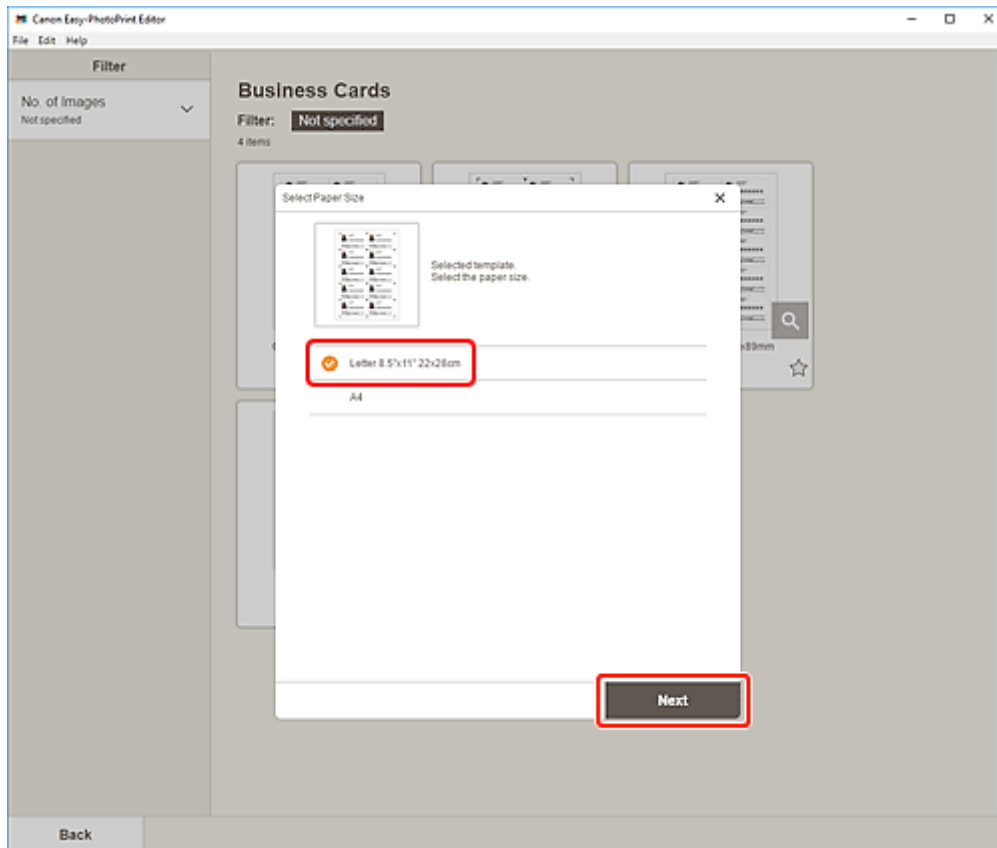 Canon Easy-PhotoPrint Editor
File Edit Help
Filter
No. of Images
Not specified
Business Cards
Filter: Not specified
4 items
Select Paper Size
Selected template.
Select the paper size.
Letter 8.5"x11" 22x28cm
A4
Next
Back